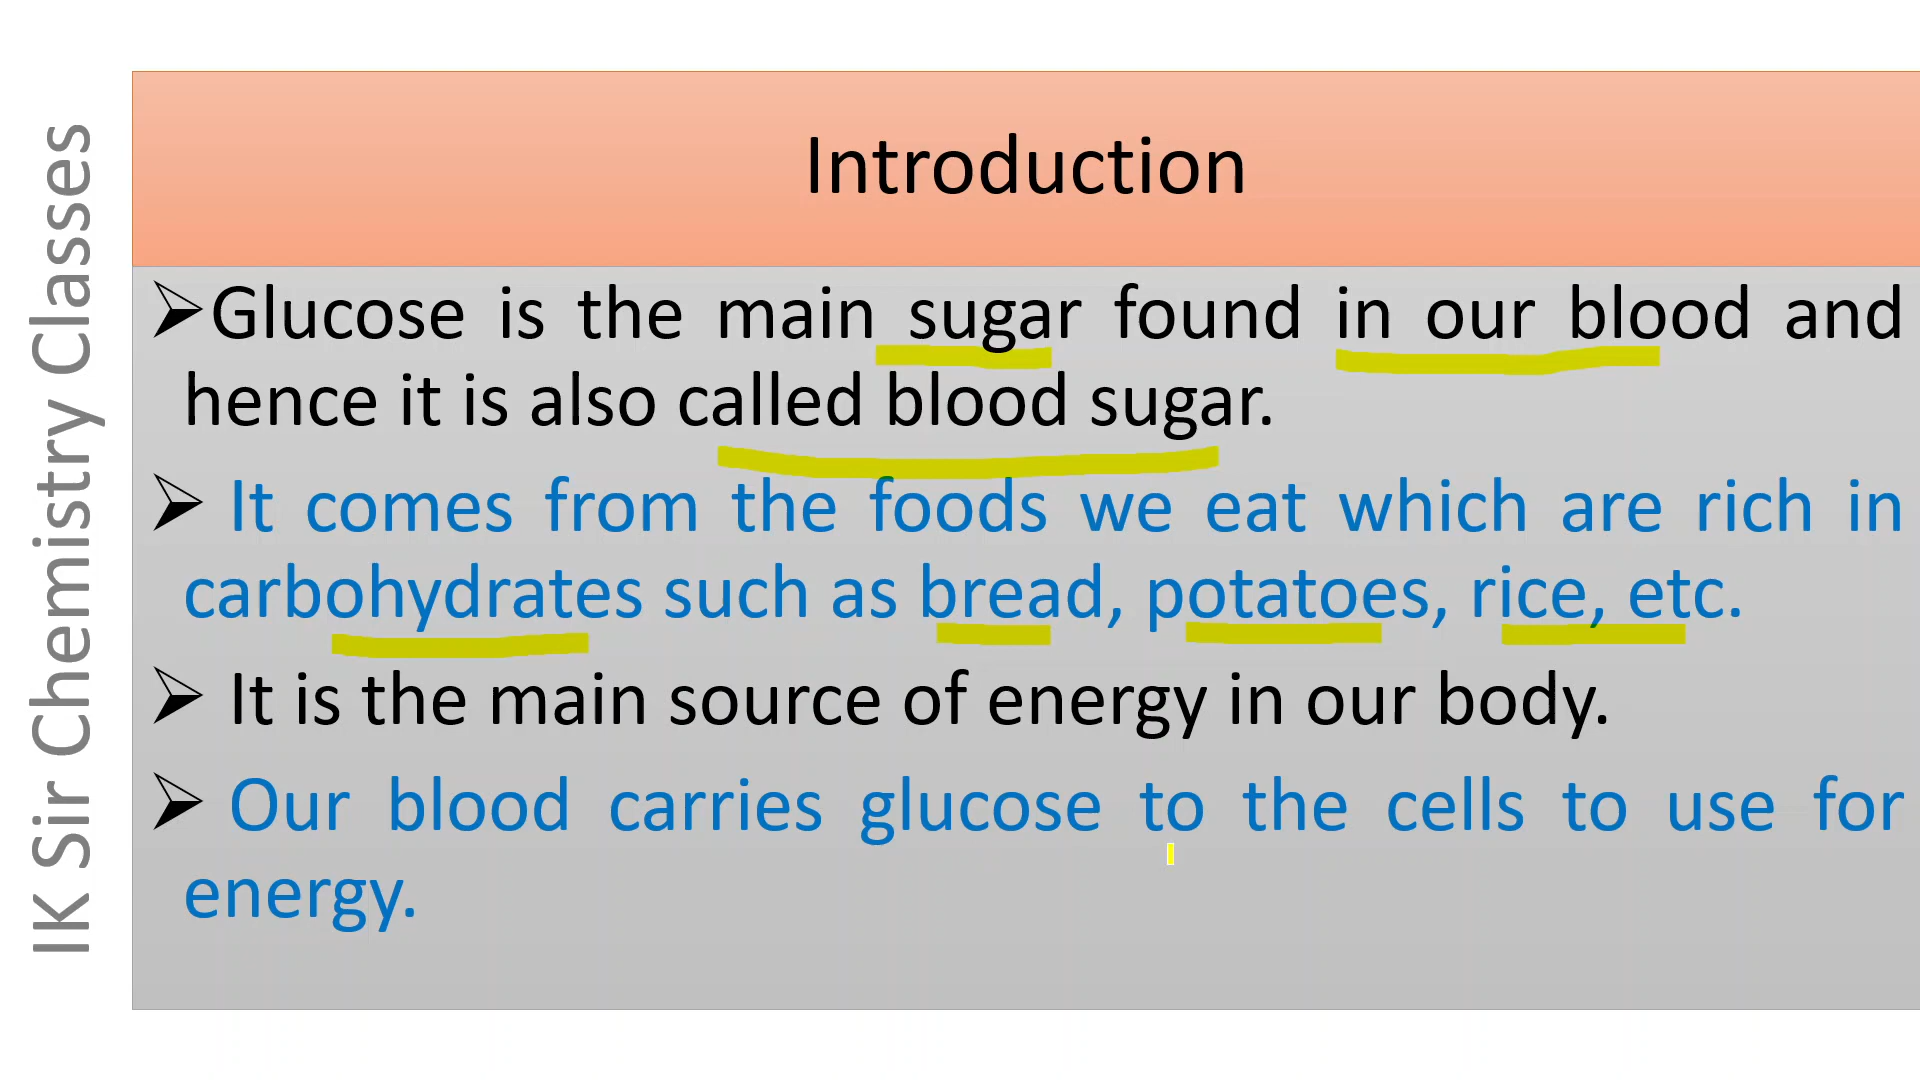 IK Sir Chemistry Classes
Introduction
➢Glucose is the main sugar found in our blood and
hence it is also called blood sugar.
➢ It comes from the foods we eat which are rich in
carbohydrates such as bread, potatoes, rice, etc.
➢ It is the main source of energy in our body.
➢ Our blood carries glucose to the cells to use for
energy.